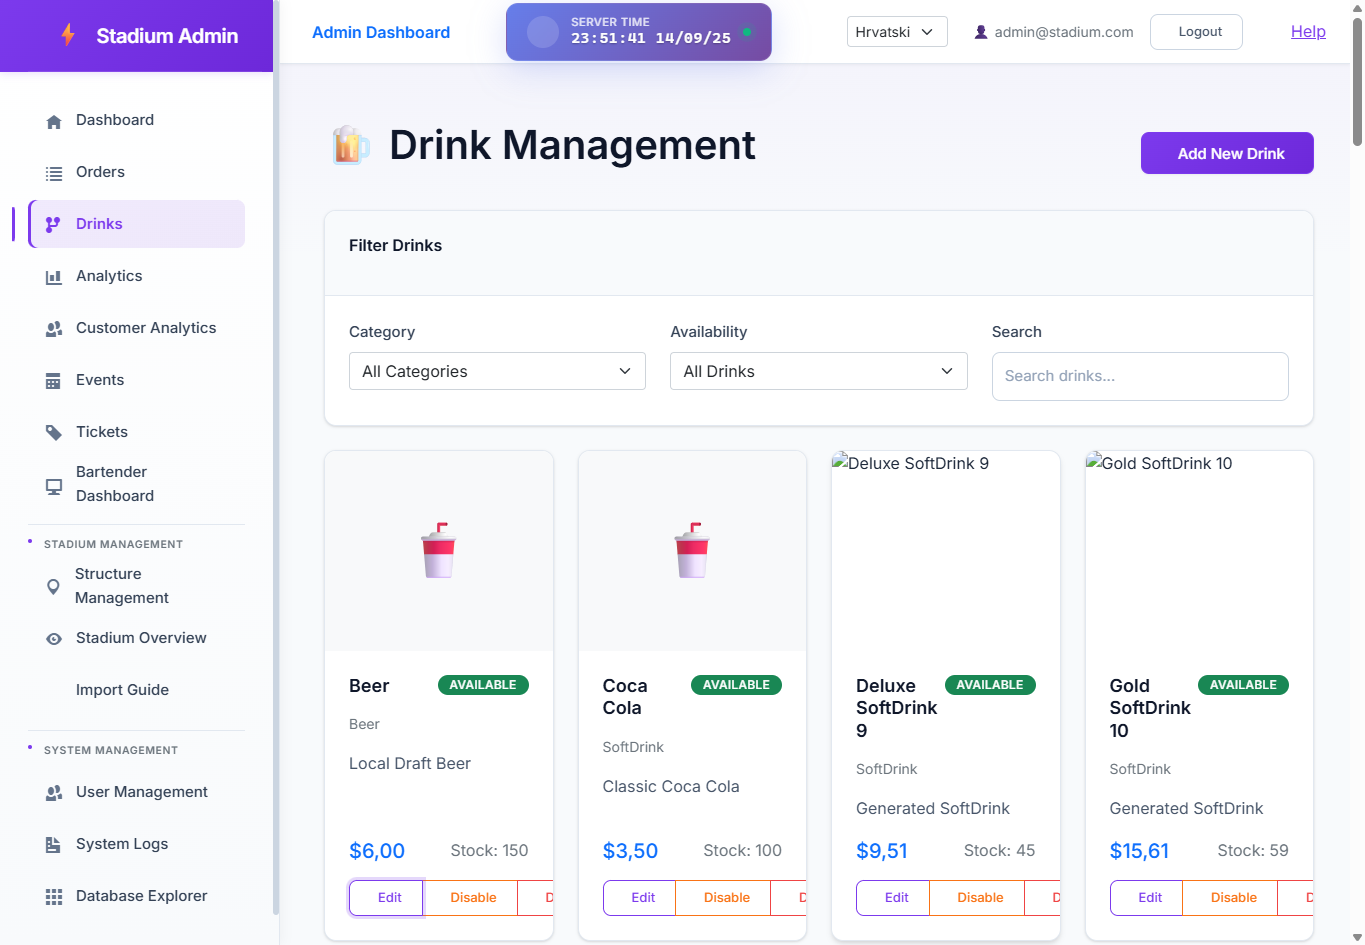 Stadium Admin
Admin Dashboard
SERVER TIME
23:51:41 14/09/25
Hrvatski
admin@stadium.com
Logout
Help
Dashboard
Orders
Drinks
Analytics
Customer Analytics
Events
Tickets
Bartender
Dashboard
STADIUM MANAGEMENT
Structure
Management
Stadium Overview
Import Guide
SYSTEM MANAGEMENT
User Management
System Logs
Database Explorer
Drink Management
Add New Drink
Filter Drinks
Category
All Categories
Availability
All Drinks
Search
Search drinks...
Beer
AVAILABLE
Beer
Local Draft Beer
$6,00
Stock: 150
Edit
Disable
D
Coca
Cola
AVAILABLE
SoftDrink
Classic Coca Cola
$3,50
Stock: 100
Edit
Disable
D
Deluxe SoftDrink 9
Deluxe
SoftDrink
9
AVAILABLE
SoftDrink
Generated SoftDrink
$9,51
Stock: 45
Edit
Disable
D
Gold SoftDrink 10
Gold
SoftDrink
10
AVAILABLE
SoftDrink
Generated SoftDrink
$15,61
Stock: 59
Edit
Disable